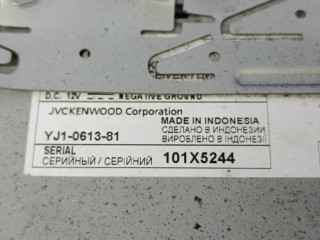 D.C. 12V NEGATIVE GROUND
JVCKENWOOD Corporation
MADE IN INDONESIA
YJ1-0613-81
СДЕЛАНО В ИНДОНЕЗИИ
ВИРОБЛЕНО В ІНДОНЕЗІЇ
SERIAL
СЕРИЙНЫЙ / СЕРІЙНИЙ
101X5244